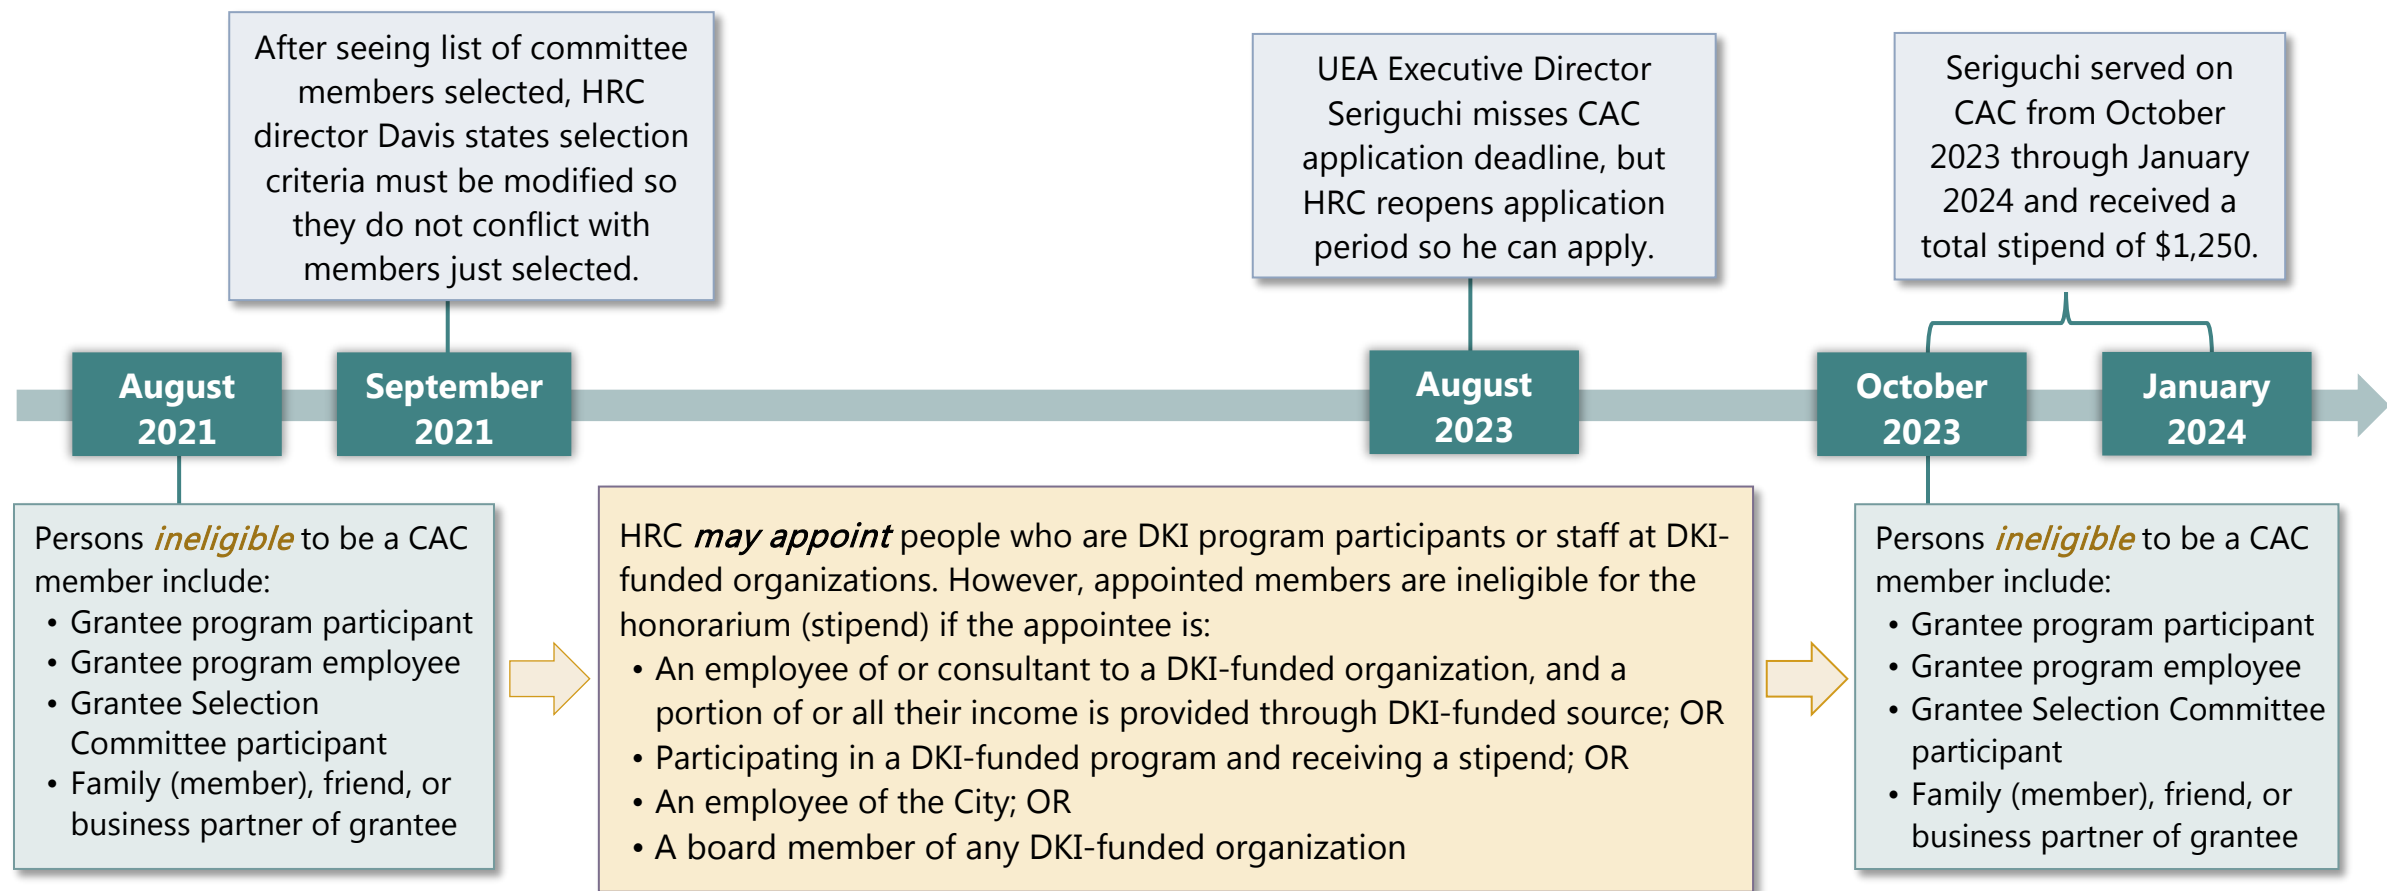 After seeing list of committee
members selected, HRC
director Davis states selection
criteria must be modified so
they do not conflict with
members just selected.
UEA Executive Director
Seriguchi misses CAC
application deadline, but
HRC reopens application
period so he can apply.
Seriguchi served on
CAC from October
2023 through January
2024 and received a
total stipend of $1,250.
August
2021
September
2021
August
2023
October
2023
January
2024
Persons ineligible to be a CAC
member include:
• Grantee program participant
• Grantee program employee
• Grantee Selection
Committee participant
• Family (member), friend, or
business partner of grantee
HRC may appoint people who are DKI program participants or staff at DKI-
funded organizations. However, appointed members are ineligible for the
honorarium (stipend) if the appointee is:
• An employee of or consultant to a DKI-funded organization, and a
portion of or all their income is provided through DKI-funded source; OR
• Participating in a DKI-funded program and receiving a stipend; OR
• An employee of the City; OR
• A board member of any DKI-funded organization
Persons ineligible to be a CAC
member include:
• Grantee program participant
• Grantee program employee
• Grantee Selection Committee
participant
• Family (member), friend, or
business partner of grantee